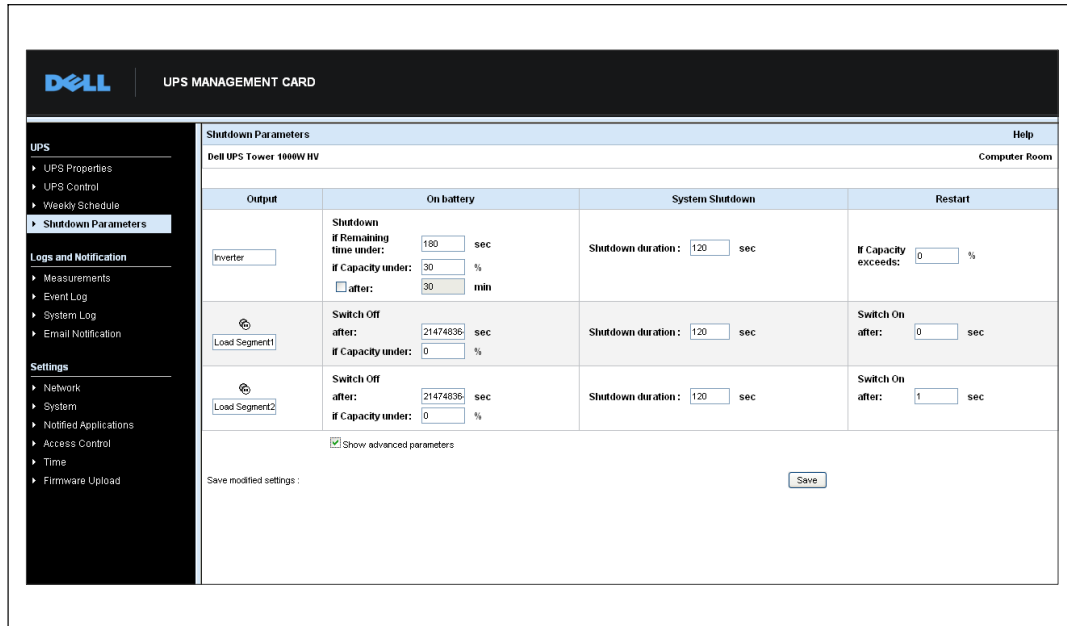 DELL
UPS MANAGEMENT CARD
UPS
UPS Properties
UPS Control
Weekly Schedule
Shutdown Parameters
Logs and Notification
Measurements
Event Log
System Log
Email Notification
Settings
Network
System
Notified Applications
Access Control
Time
Firmware Upload
Shutdown Parameters Help
Dell UPS Tower 1000W HV Computer Room
Output On battery System Shutdown Restart
Inverter
Shutdown
if Remaining
time under: 180 sec
if Capacity under: 30 %
after: 30 min
Shutdown duration : 120 sec
If Capacity
exceeds: 0 %
Load Segment1
Switch Off
after: 21474836 sec
if Capacity under: 0 %
Shutdown duration : 120 sec
Switch On
after: 0 sec
Load Segment2
Switch Off
after: 21474836 sec
if Capacity under: 0 %
Shutdown duration : 120 sec
Switch On
after: 1 sec
Show advanced parameters
Save modified settings :
Save